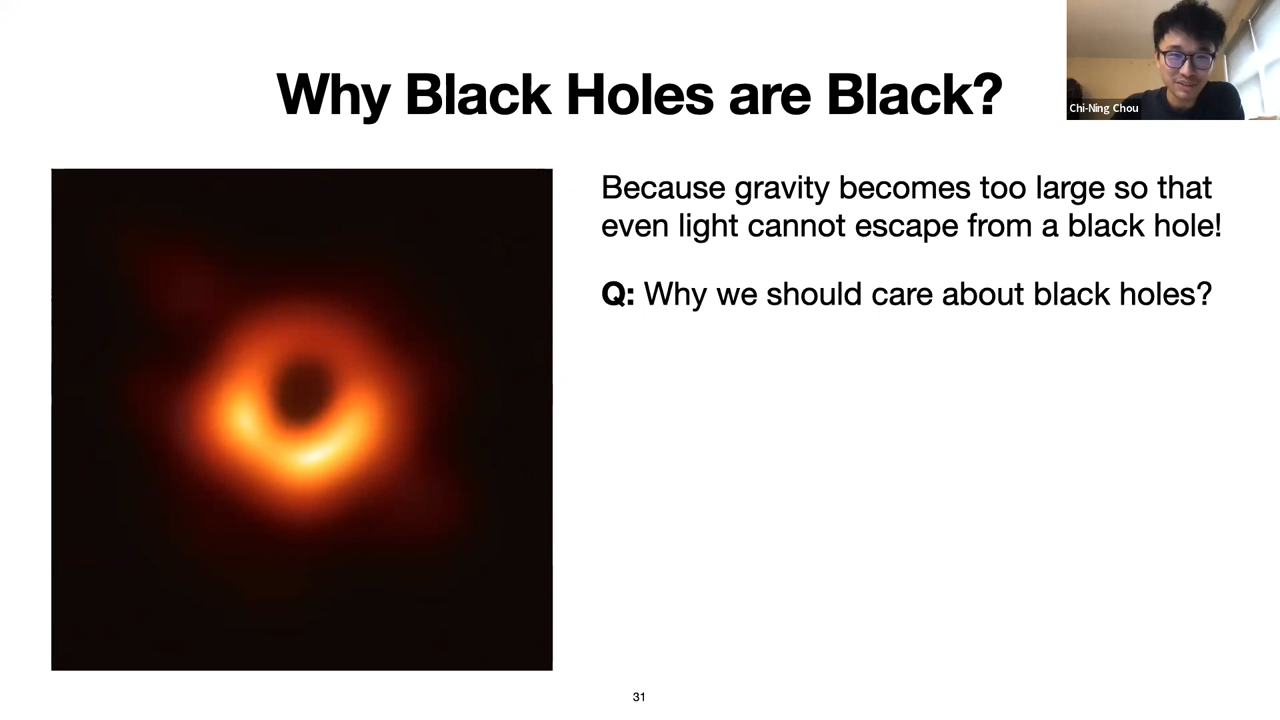 Why Black Holes are Black?
Chi-Ning Chou
Because gravity becomes too large so that
even light cannot escape from a black hole!
Q: Why we should care about black holes?
31